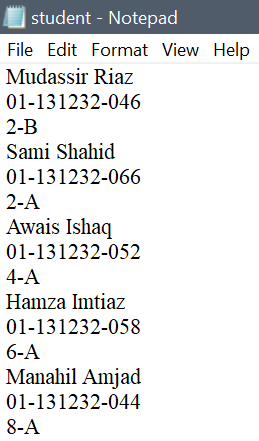 student - Notepad
File Edit Format View Help
Mudassir Riaz
01-131232-046
2-B
Sami Shahid
01-131232-066
2-A
Awais Ishaq
01-131232-052
4-A
Hamza Imtiaz
01-131232-058
6-A
Manahil Amjad
01-131232-044
8-A